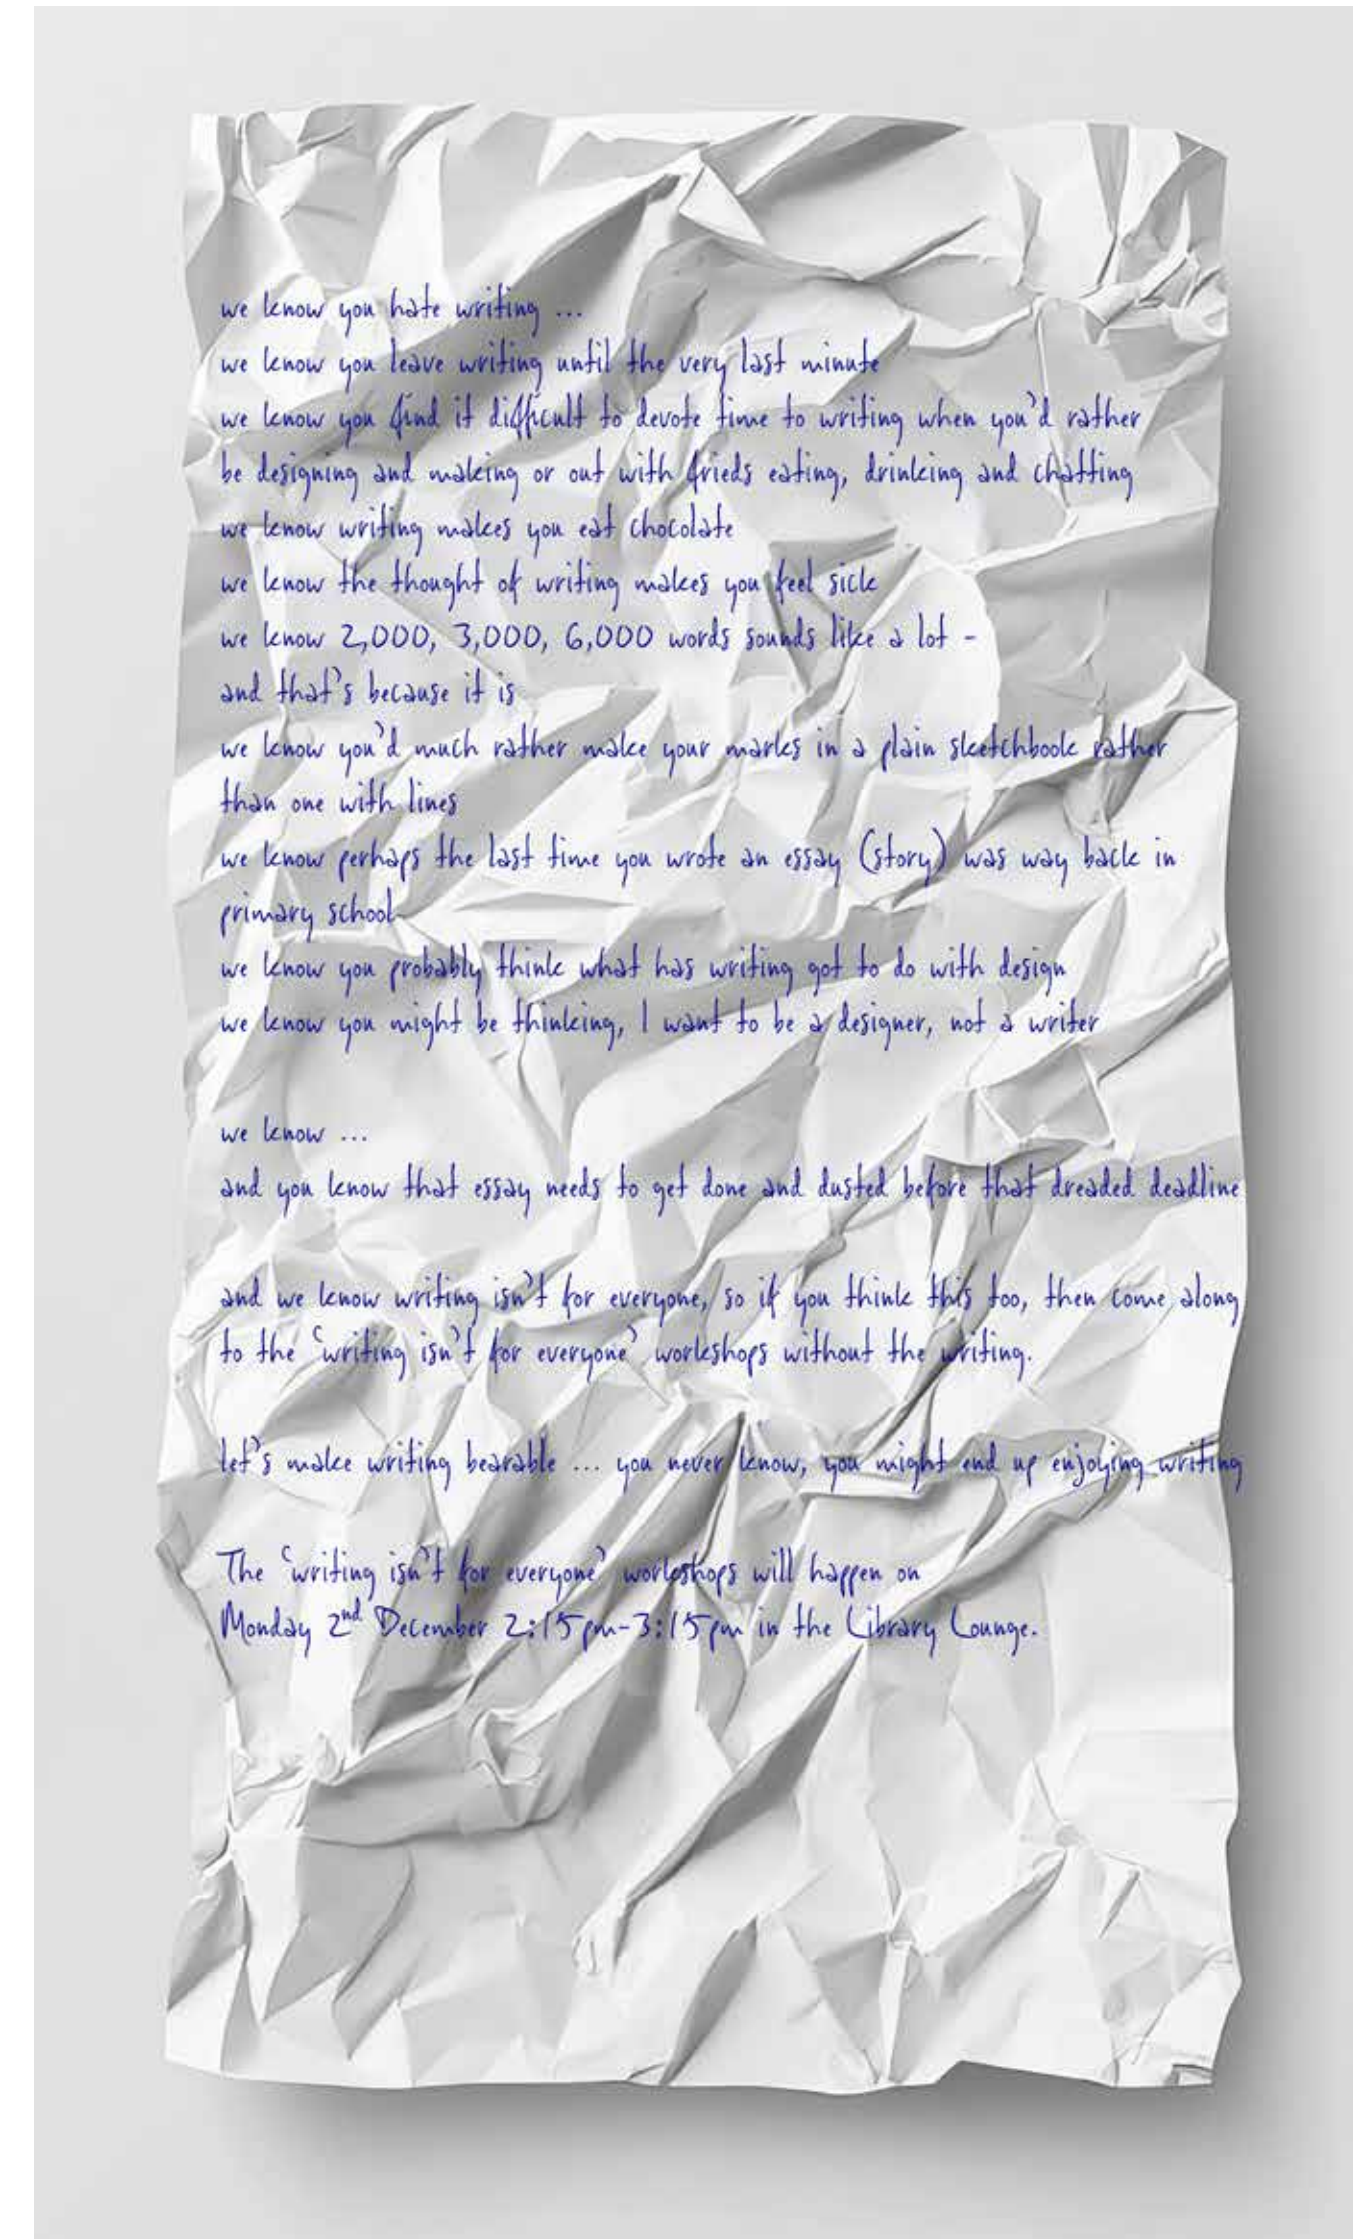 we know you hate writing ...
we know you leave writing until the very last minute
we know you find it difficult to devote time to writing when you'd rather
be designing and making or out with frieds eating, drinking and chatting
we know writing makes you eat chocolate
we know the thought of writing makes you feel sick
we know 2,000, 3,000, 6,000 words sounds like a lot -
and that's because it is
we know you'd much rather make your marks in a plain sketchbook rather
than one with lines
we know perhaps the last time you wrote an essay (story) was way back in
primary school
we know you probably think what has writing got to do with design
we know you might be thinking, I want to be a designer, not a writer
we know ...
and you know that essay needs to get done and dusted before that dreaded deadline
and we know writing isn't for everyone, so if you think this too, then come along
to the 'writing isn't for everyone' workshops without the writing.
let's make writing bearable ... you never know, you might end up enjoying writing
The 'writing isn't for everyone' workshops will happen on
Monday 2nd December 2:15pm-3:15pm in the Library Lounge.